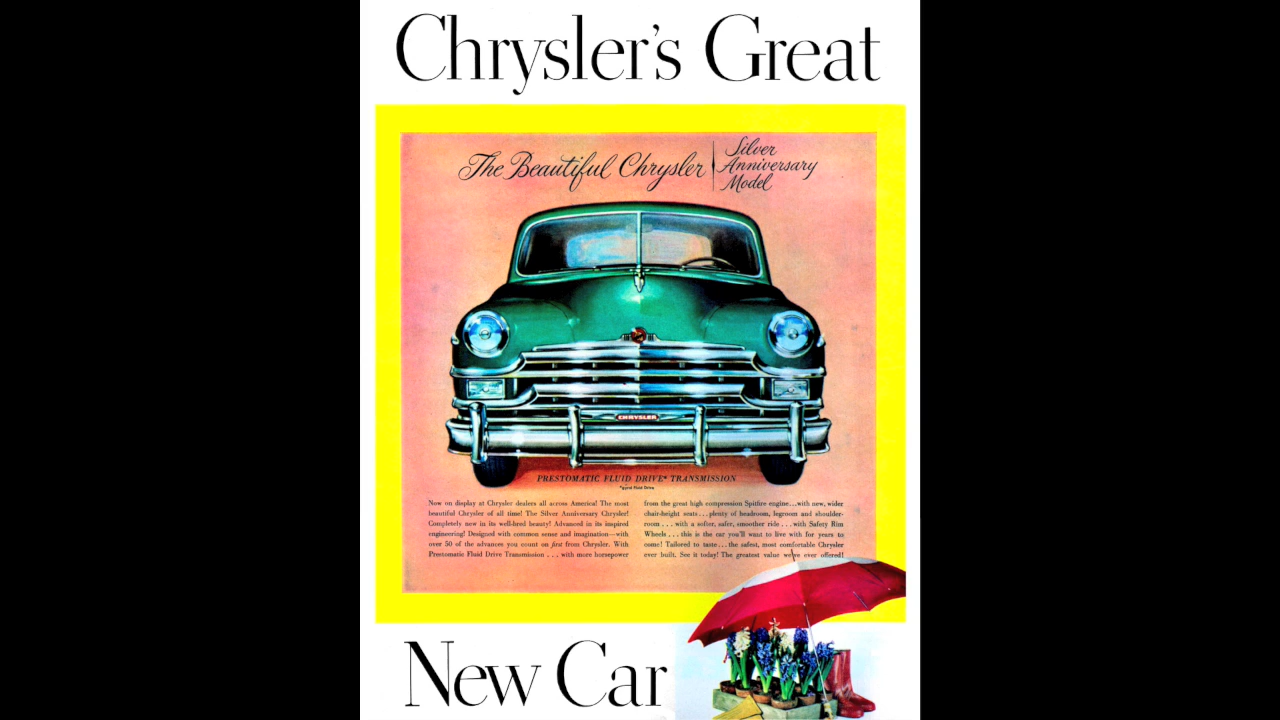 Chrysler's Great
The Beautiful Chrysler
Silver
Anniversary
Model
CHRYSLER
PRESTOMATIC FLUID DRIVE* TRANSMISSION
*gyrol Fluid Drive
Now on display at Chrysler dealers all across America! The most
beautiful Chrysler of all time! The Silver Anniversary Chrysler!
Completely new in its well-bred beauty! Advanced in its inspired
engineering! Designed with common sense and imagination—with
over 50 of the advances you count on first from Chrysler. With
Prestomatic Fluid Drive Transmission . . . with more horsepower
from the great high compression Spitfire engine...with new, wider
chair-height seats...plenty of headroom, legroom and shoulder-
room . . . with a softer, safer, smoother ride . . . with Safety Rim
Wheels . . . this is the car you'll want to live with for years to
come! Tailored to taste . . . the safest, most comfortable Chrysler
ever built. See it today! The greatest value we've ever offered!
New Car